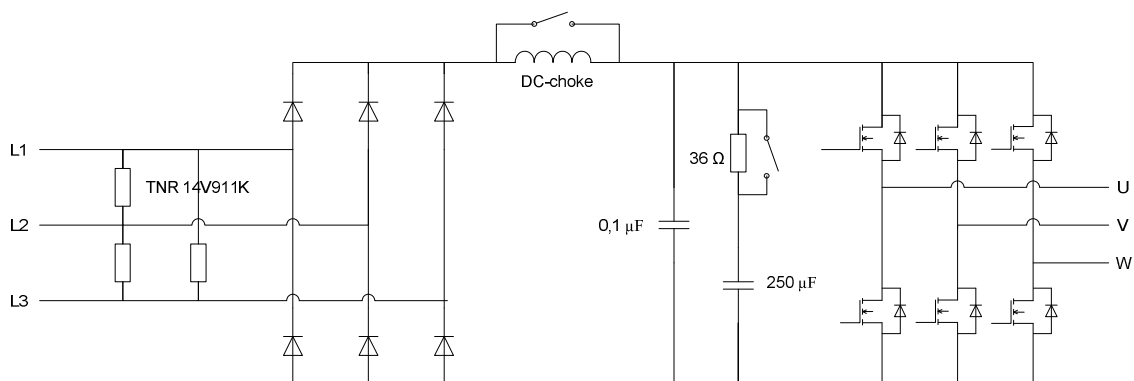 DC-choke
L1
TNR 14V911K
36 Ω
U
L2
0,1 µF
V
W
250 µF
L3